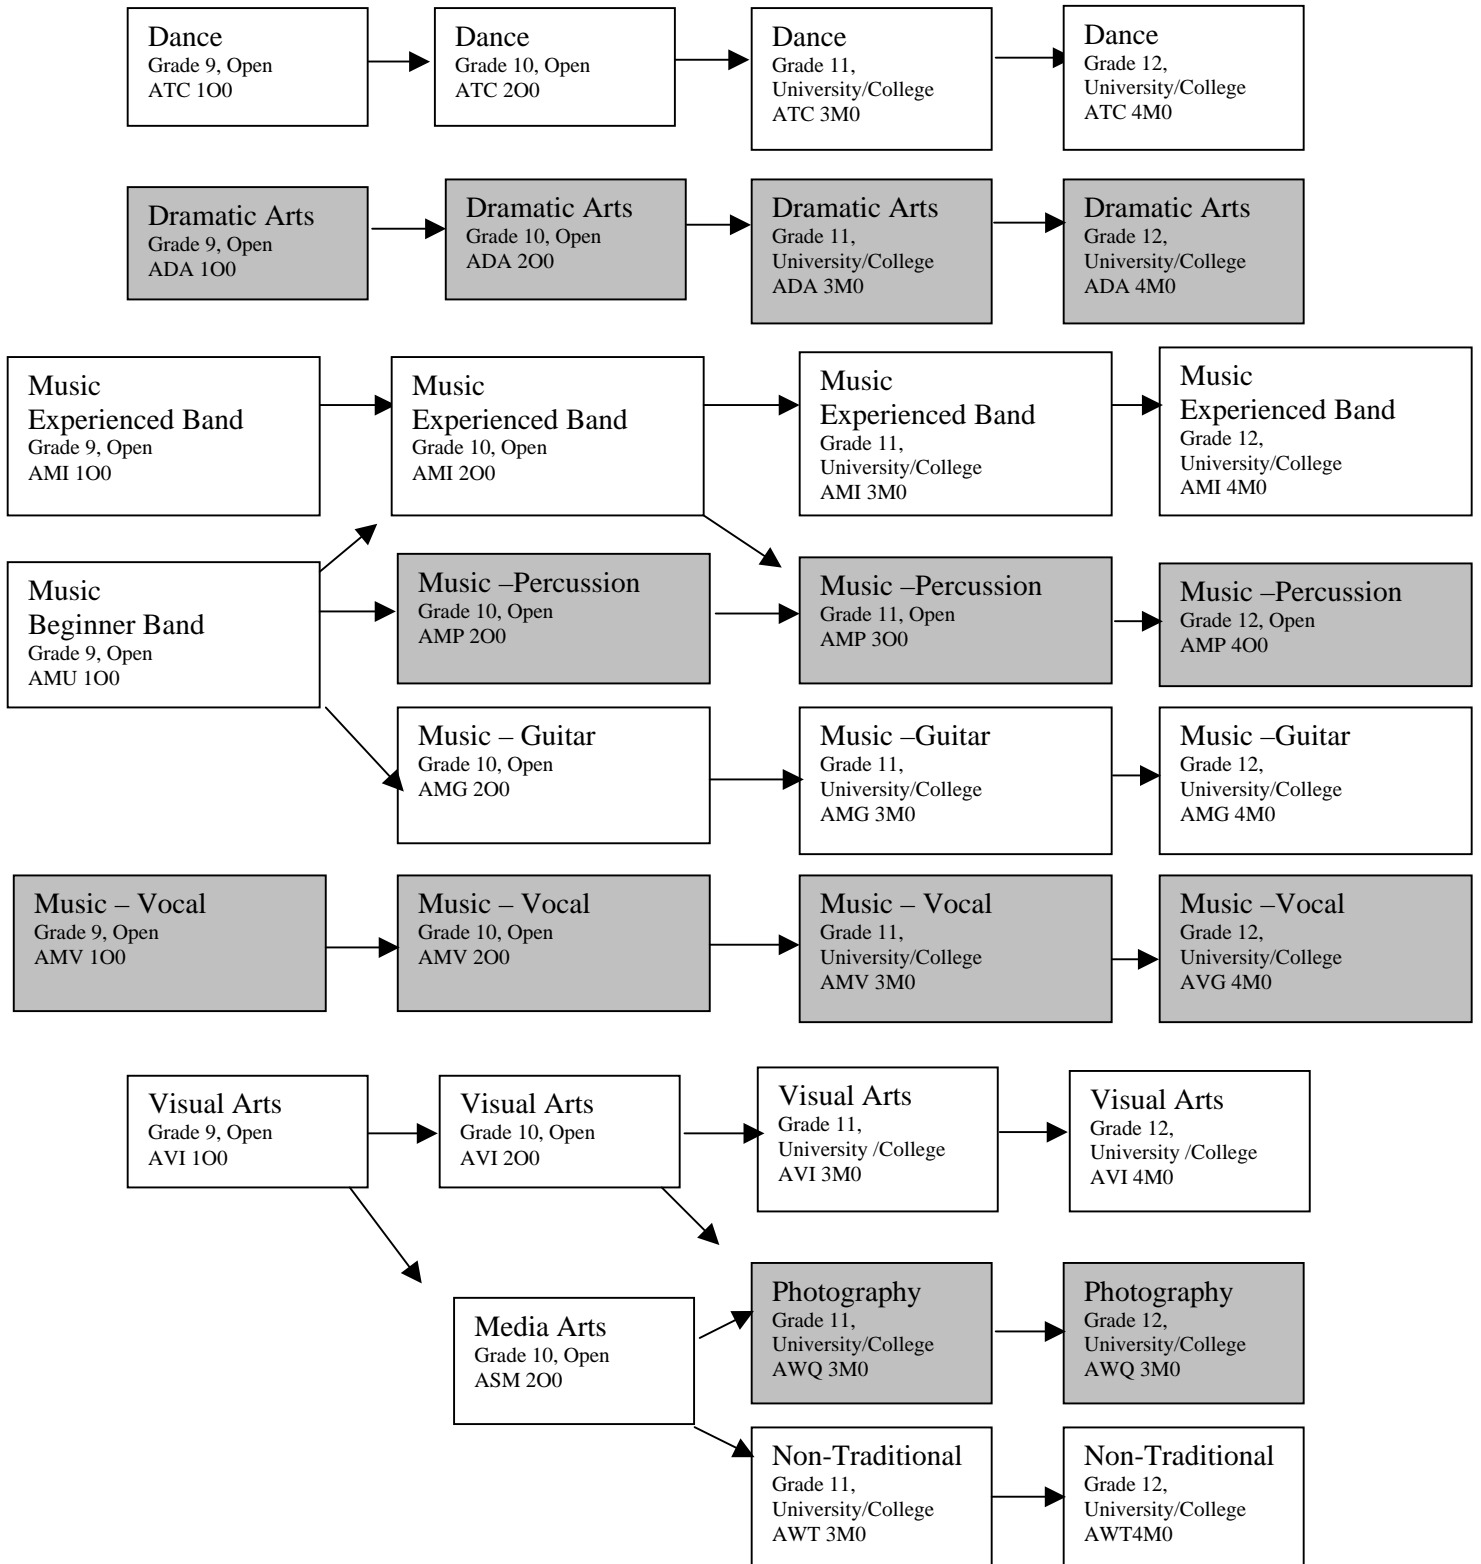 Dance
Grade 9, Open
ATC 1O0
Dance
Grade 10, Open
ATC 2O0
Dance
Grade 11,
University/College
ATC 3M0
Dance
Grade 12,
University/College
ATC 4M0
Dramatic Arts
Grade 9, Open
ADA 1O0
Dramatic Arts
Grade 10, Open
ADA 2O0
Dramatic Arts
Grade 11,
University/College
ADA 3M0
Dramatic Arts
Grade 12,
University/College
ADA 4M0
Music
Experienced Band
Grade 9, Open
AMI 1O0
Music
Experienced Band
Grade 10, Open
AMI 2O0
Music
Experienced Band
Grade 11,
University/College
AMI 3M0
Music
Experienced Band
Grade 12,
University/College
AMI 4M0
Music
Beginner Band
Grade 9, Open
AMU 1O0
Music –Percussion
Grade 10, Open
AMP 2O0
Music –Percussion
Grade 11, Open
AMP 3O0
Music –Percussion
Grade 12, Open
AMP 4O0
Music – Guitar
Grade 10, Open
AMG 2O0
Music –Guitar
Grade 11,
University/College
AMG 3M0
Music –Guitar
Grade 12,
University/College
AMG 4M0
Music – Vocal
Grade 9, Open
AMV 1O0
Music – Vocal
Grade 10, Open
AMV 2O0
Music – Vocal
Grade 11,
University/College
AMV 3M0
Music –Vocal
Grade 12,
University/College
AVG 4M0
Visual Arts
Grade 9, Open
AVI 1O0
Visual Arts
Grade 10, Open
AVI 2O0
Visual Arts
Grade 11,
University /College
AVI 3M0
Visual Arts
Grade 12,
University /College
AVI 4M0
Media Arts
Grade 10, Open
ASM 2O0
Photography
Grade 11,
University/College
AWQ 3M0
Photography
Grade 12,
University/College
AWQ 3M0
Non-Traditional
Grade 11,
University/College
AWT 3M0
Non-Traditional
Grade 12,
University/College
AWT4M0